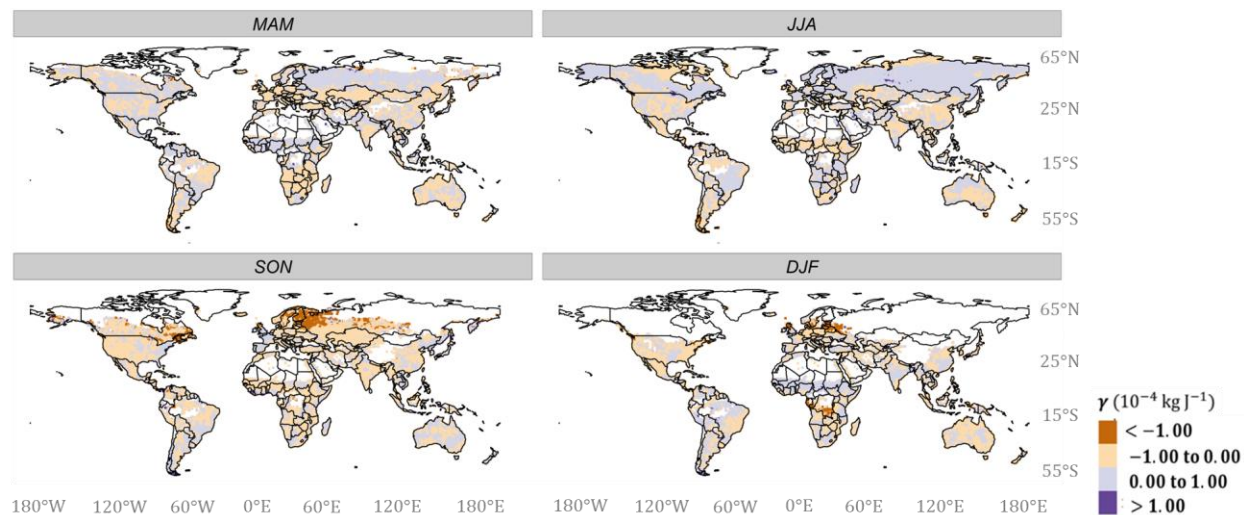 MAM
JJA
65°N
25°N
15°S
55°S
SON
DJF
65°N
25°N
15°S
55°S
180°W 120°W 60°W 0°E 60°E 120°E 180°E
60°W 120°W 60°W 0°E 60°E 120°E 180°E
γ (10⁻⁴ kg J⁻¹)
< −1.00
−1.00 to 0.00
0.00 to 1.00
> 1.00